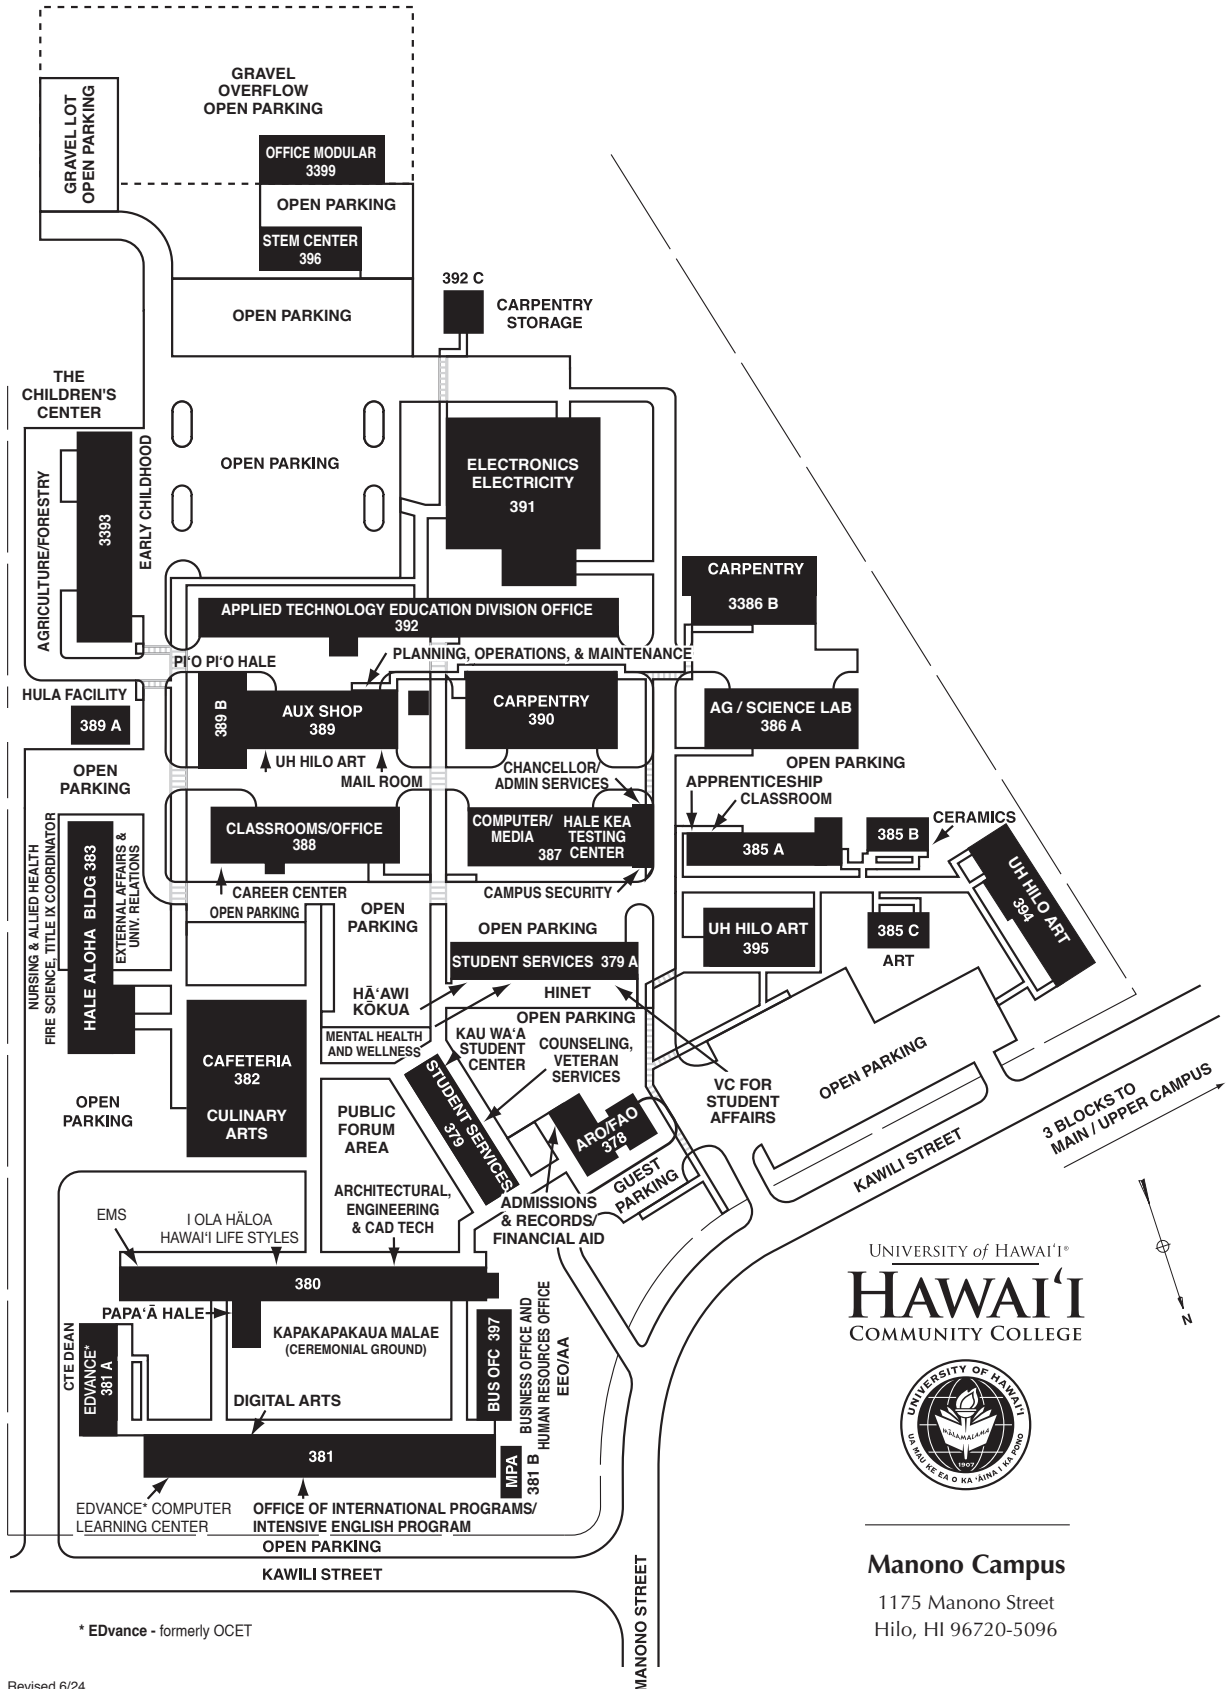 GRAVEL
OVERFLOW
OPEN PARKING
GRAVEL LOT
OPEN PARKING
OFFICE MODULAR
3399
OPEN PARKING
STEM CENTER
396
OPEN PARKING
392 C
CARPENTRY
STORAGE
THE
CHILDREN'S
CENTER
AGRICULTURE/FORESTRY
3393
EARLY CHILDHOOD
OPEN PARKING
ELECTRONICS
ELECTRICITY
391
CARPENTRY
3386 B
APPLIED TECHNOLOGY EDUCATION DIVISION OFFICE
392
PLANNING, OPERATIONS, & MAINTENANCE
PI‘O PI‘O HALE
HULA FACILITY
389 A
389 B
AUX SHOP
389
CARPENTRY
390
AG / SCIENCE LAB
386 A
UH HILO ART
MAIL ROOM
OPEN
PARKING
CHANCELLOR/
ADMIN SERVICES
OPEN PARKING
APPRENTICESHIP
CLASSROOM
CERAMICS
CLASSROOMS/OFFICE
388
COMPUTER/
MEDIA
387
HALE KEA
TESTING
CENTER
385 A
385 B
UH HILO ART
394
NURSING & ALLIED HEALTH
FIRE SCIENCE, TITLE IX COORDINATOR
HALE ALOHA BLDG 383
EXTERNAL AFFAIRS &
UNIV. RELATIONS
CAREER CENTER
OPEN PARKING
OPEN
PARKING
CAMPUS SECURITY
OPEN PARKING
UH HILO ART
395
385 C
ART
STUDENT SERVICES 379 A
HĀ‘AWI
KŌKUA
HINET
OPEN PARKING
MENTAL HEALTH
AND WELLNESS
KAU WA‘A
STUDENT
CENTER
COUNSELING,
VETERAN
SERVICES
VC FOR
STUDENT
AFFAIRS
OPEN PARKING
CAFETERIA
382
CULINARY
ARTS
OPEN
PARKING
PUBLIC
FORUM
AREA
STUDENT SERVICES
379
ARO/FAO
378
GUEST
PARKING
3 BLOCKS TO
MAIN / UPPER CAMPUS
KAWILI STREET
ADMISSIONS
& RECORDS/
FINANCIAL AID
ARCHITECTURAL,
ENGINEERING
& CAD TECH
EMS
I OLA HÄLOA
HAWAI‘I LIFE STYLES
380
PAPA‘Ā HALE
KAPAKAPAKAUA MALAE
(CEREMONIAL GROUND)
CTE DEAN
EDVANCE*
381 A
BUS OFC 397
BUSINESS OFFICE AND
HUMAN RESOURCES OFFICE
EEO/AA
DIGITAL ARTS
381
MPA
381 B
EDVANCE* COMPUTER
LEARNING CENTER
OFFICE OF INTERNATIONAL PROGRAMS/
INTENSIVE ENGLISH PROGRAM
OPEN PARKING
KAWILI STREET
MANONO STREET
N
UNIVERSITY of HAWAI‘I®
HAWAI‘I
COMMUNITY COLLEGE
UNIVERSITY OF HAWAI‘I
MALAMALAMA
1907
UA MAU KE EA O KA ‘ĀINA I KA PONO
Manono Campus
1175 Manono Street
Hilo, HI 96720-5096
* EDvance - formerly OCET
Revised 6/24